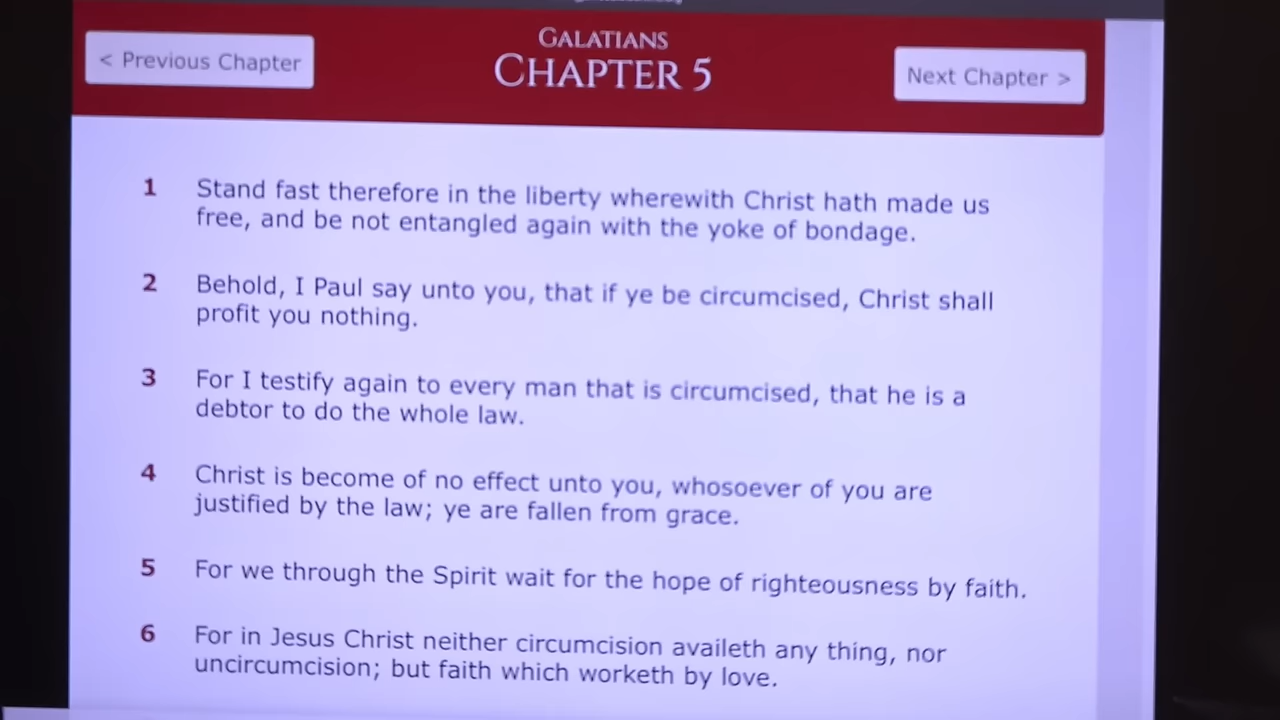 < Previous Chapter
GALATIANS
CHAPTER 5
Next Chapter >
1 Stand fast therefore in the liberty wherewith Christ hath made us
free, and be not entangled again with the yoke of bondage.
2 Behold, I Paul say unto you, that if ye be circumcised, Christ shall
profit you nothing.
3 For I testify again to every man that is circumcised, that he is a
debtor to do the whole law.
4 Christ is become of no effect unto you, whosoever of you are
justified by the law; ye are fallen from grace.
5 For we through the Spirit wait for the hope of righteousness by faith.
6 For in Jesus Christ neither circumcision availeth any thing, nor
uncircumcision; but faith which worketh by love.